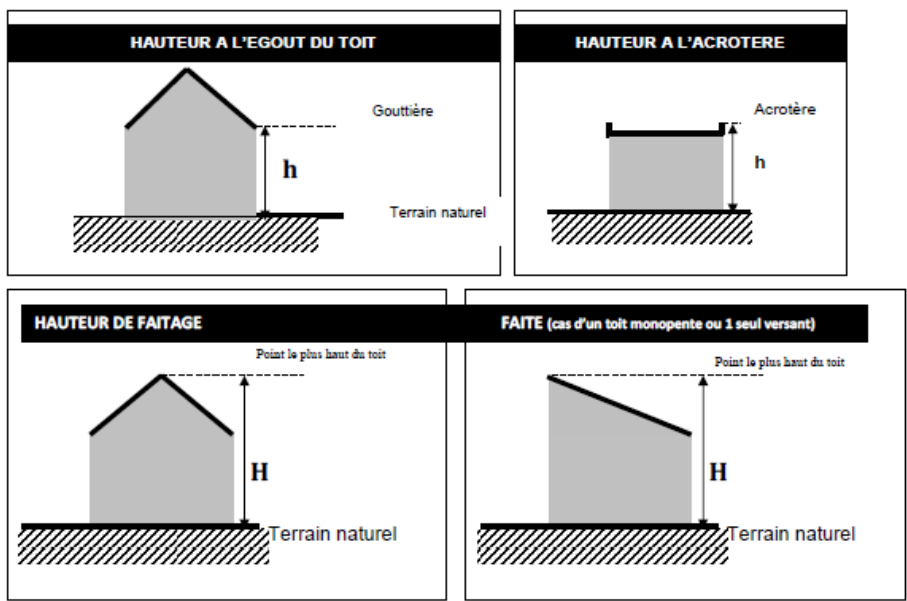 HAUTEUR A L'EGOUT DU TOIT
Gouttière
h
Terrain naturel
HAUTEUR A L'ACROTERE
Acrotère
h
HAUTEUR DE FAITAGE
Point le plus haut du toit
H
Terrain naturel
FAITE (cas d'un toit monopente ou 1 seul versant)
Point le plus haut du toit
H
Terrain naturel